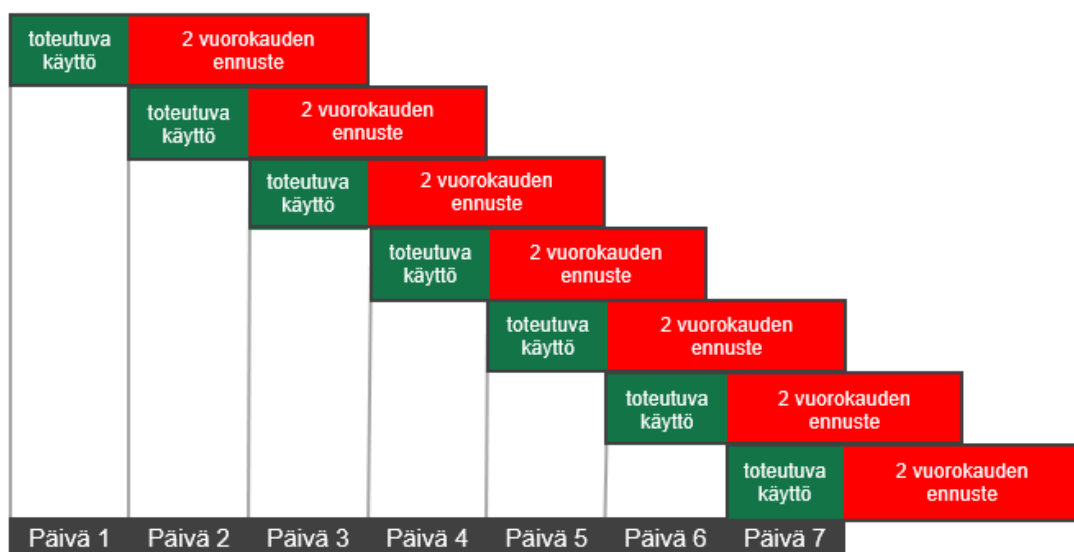 toteutuva
käyttö
2 vuorokauden
ennuste
toteutuva
käyttö
2 vuorokauden
ennuste
toteutuva
käyttö
2 vuorokauden
ennuste
toteutuva
käyttö
2 vuorokauden
ennuste
toteutuva
käyttö
2 vuorokauden
ennuste
toteutuva
käyttö
2 vuorokauden
ennuste
toteutuva
käyttö
2 vuorokauden
ennuste
Päivä 1 Päivä 2 Päivä 3 Päivä 4 Päivä 5 Päivä 6 Päivä 7